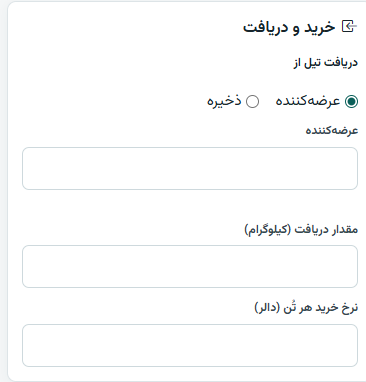 خرید و دریافت
دریافت تیل از
عرضه‌کننده ذخیره
عرضه‌کننده
مقدار دریافت (کیلوگرام)
نرخ خرید هر تُن (دالر)